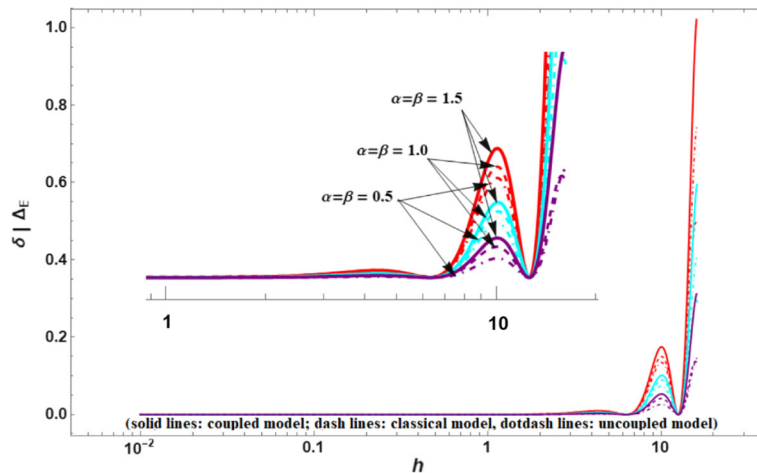 1.0
0.8
0.6
0.4
0.2
0.0
δ | Δ_E
α=β = 1.5
α=β = 1.0
α=β = 0.5
1 10
(solid lines: coupled model; dash lines: classical model, dotdash lines: uncoupled model)
10^-2 0.1 1 10
h